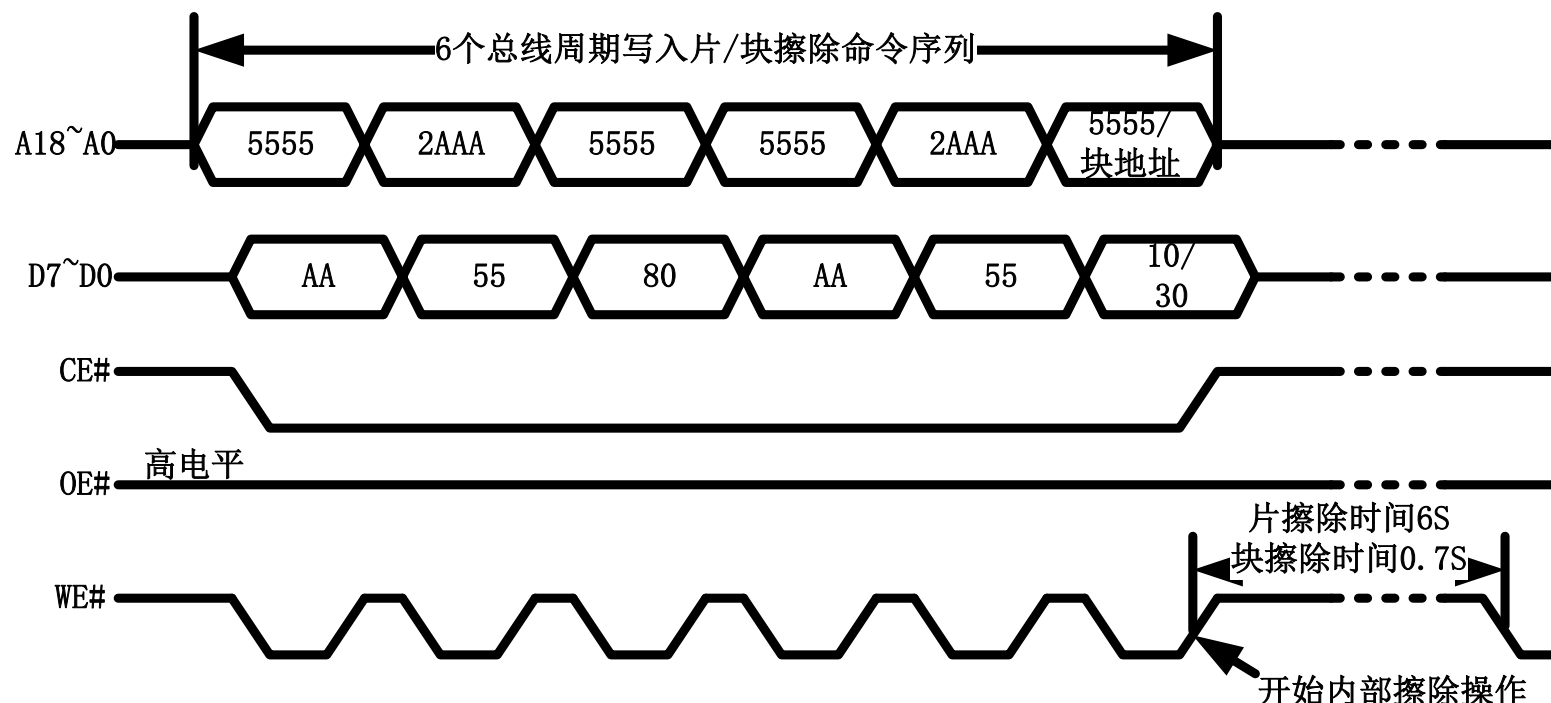 6个总线周期写入片/块擦除命令序列
A18~A0 5555 2AAA 5555 5555 2AAA 5555/
块地址
D7~D0 AA 55 80 AA 55 10/
30
CE#
高电平
OE#
片擦除时间6S
块擦除时间0.7S
WE#
开始内部擦除操作